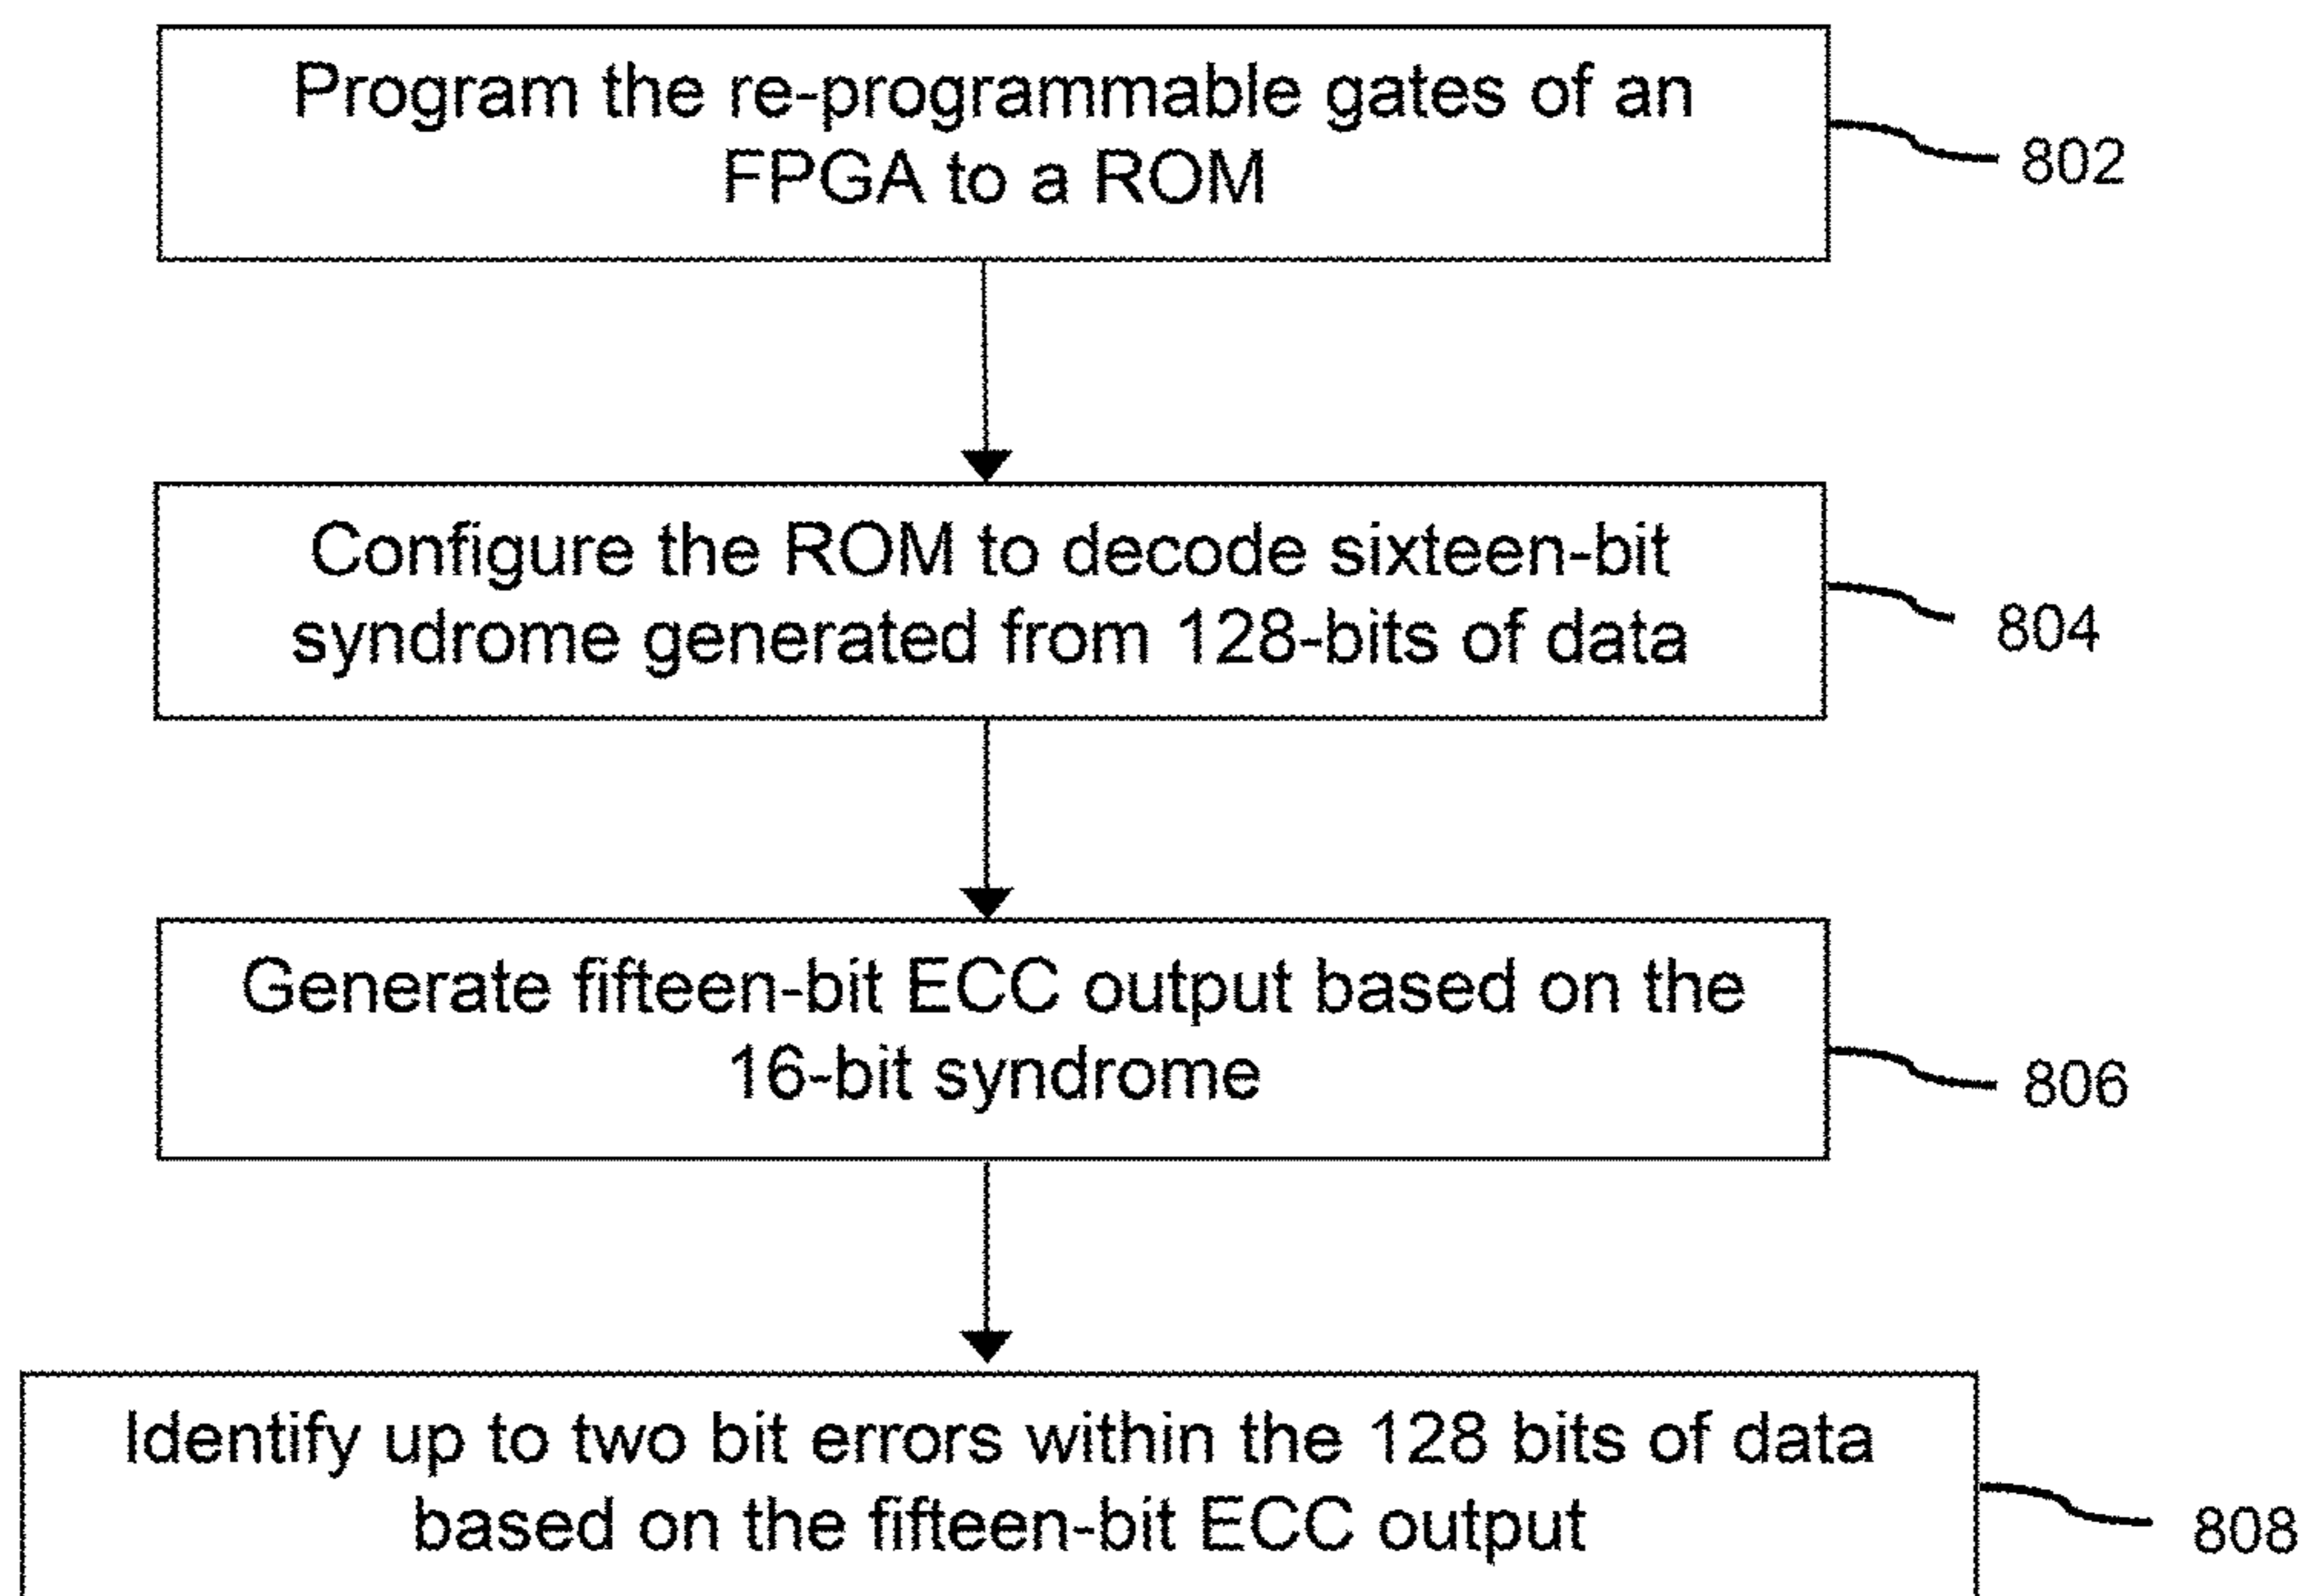 Program the re-programmable gates of an
FPGA to a ROM
802
Configure the ROM to decode sixteen-bit
syndrome generated from 128-bits of data
804
Generate fifteen-bit ECC output based on the
16-bit syndrome
806
Identify up to two bit errors within the 128 bits of data
based on the fifteen-bit ECC output
808